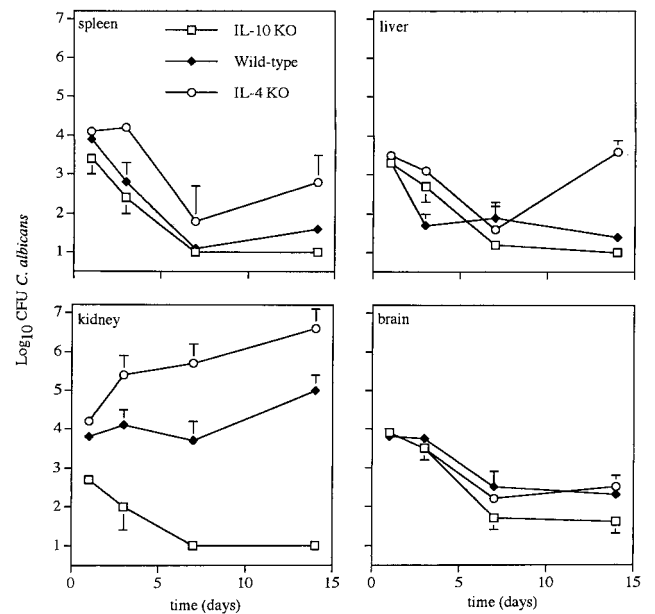 spleen
IL-10 KO
Wild-type
IL-4 KO
liver
7
6
5
4
3
2
1
Log10 CFU C. albicans
kidney
brain
7
6
5
4
3
2
1
0 5 10 15
0 5 10 15
time (days)
time (days)